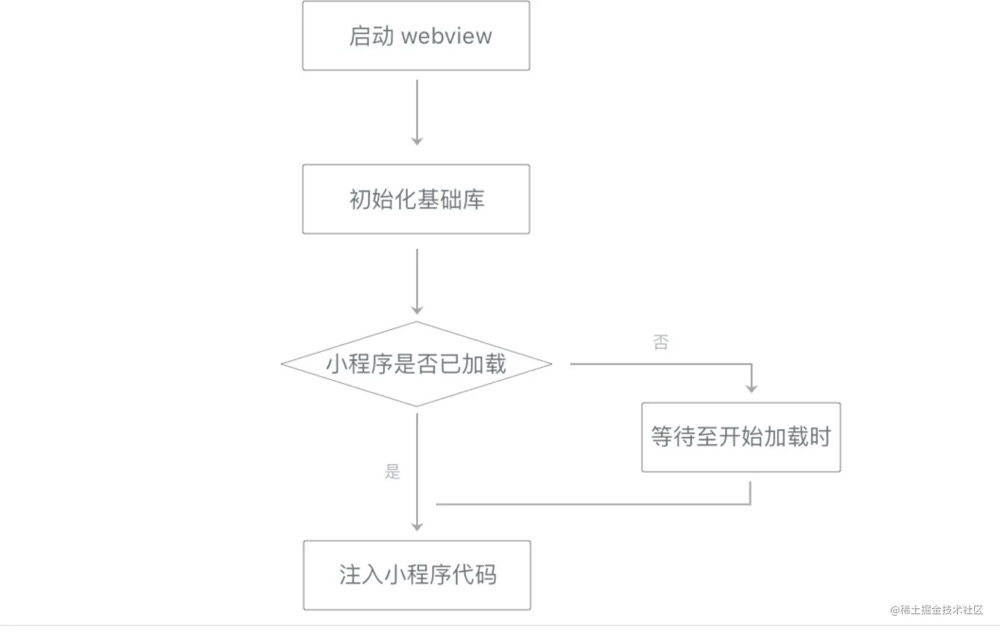 启动 webview
初始化基础库
小程序是否已加载
否
等待至开始加载时
是
注入小程序代码
@稀土掘金技术社区